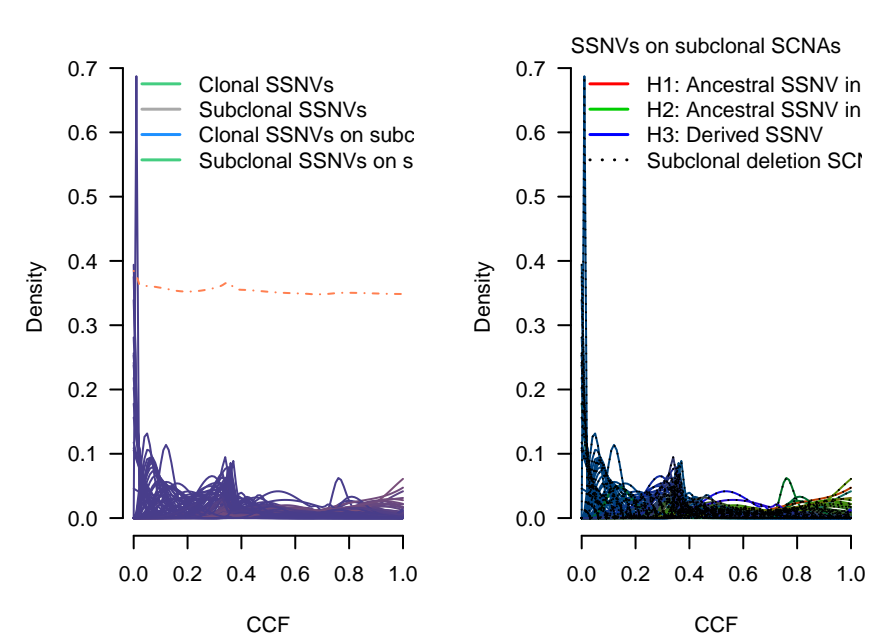 SSNVs on subclonal SCNAs
0.7
0.6
0.5
0.4
0.3
0.2
0.1
0.0
Density
Clonal SSNVs
Subclonal SSNVs
Clonal SSNVs on subc
Subclonal SSNVs on s
0.0 0.2 0.4 0.6 0.8 1.0
CCF
0.7
0.6
0.5
0.4
0.3
0.2
0.1
0.0
Density
H1: Ancestral SSNV in
H2: Ancestral SSNV in
H3: Derived SSNV
Subclonal deletion SCN
0.0 0.2 0.4 0.6 0.8 1.0
CCF